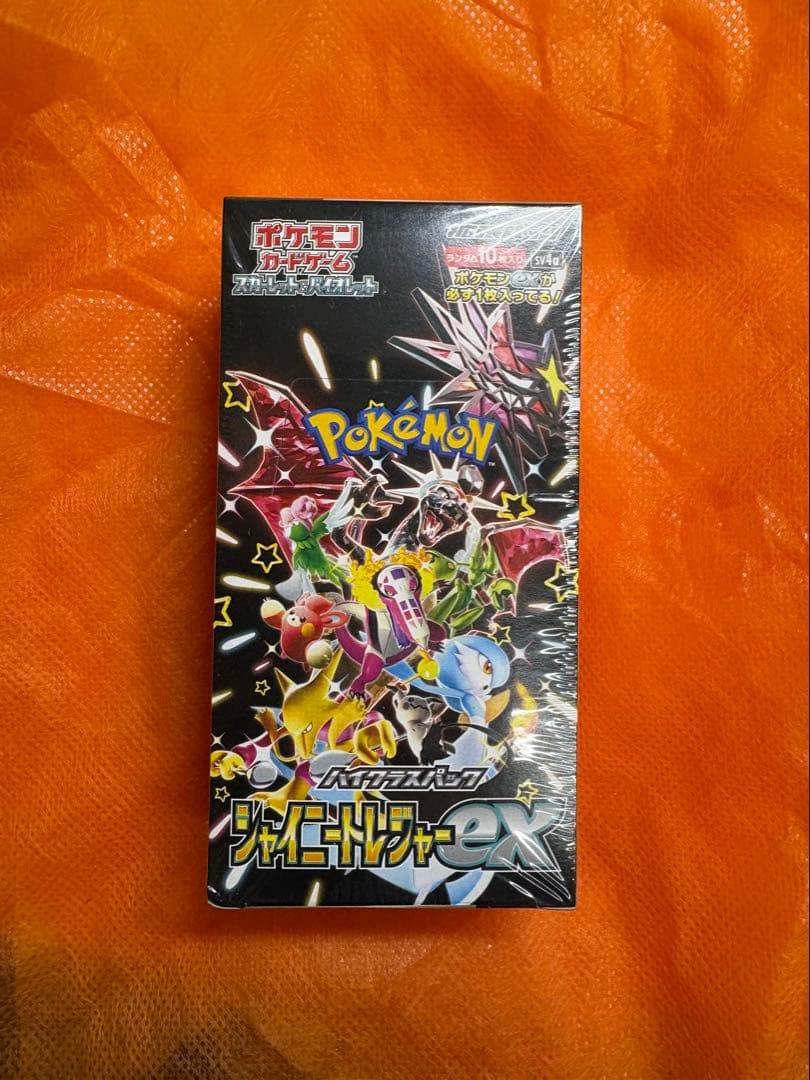 ポケモン
カードゲーム
スカーレット&バイオレット
ランダム10枚入り sv4a
ポケモンexが
必ず1枚入ってる!
POKéMON
TM
ハイクラスパック
シャイニートレジャーex